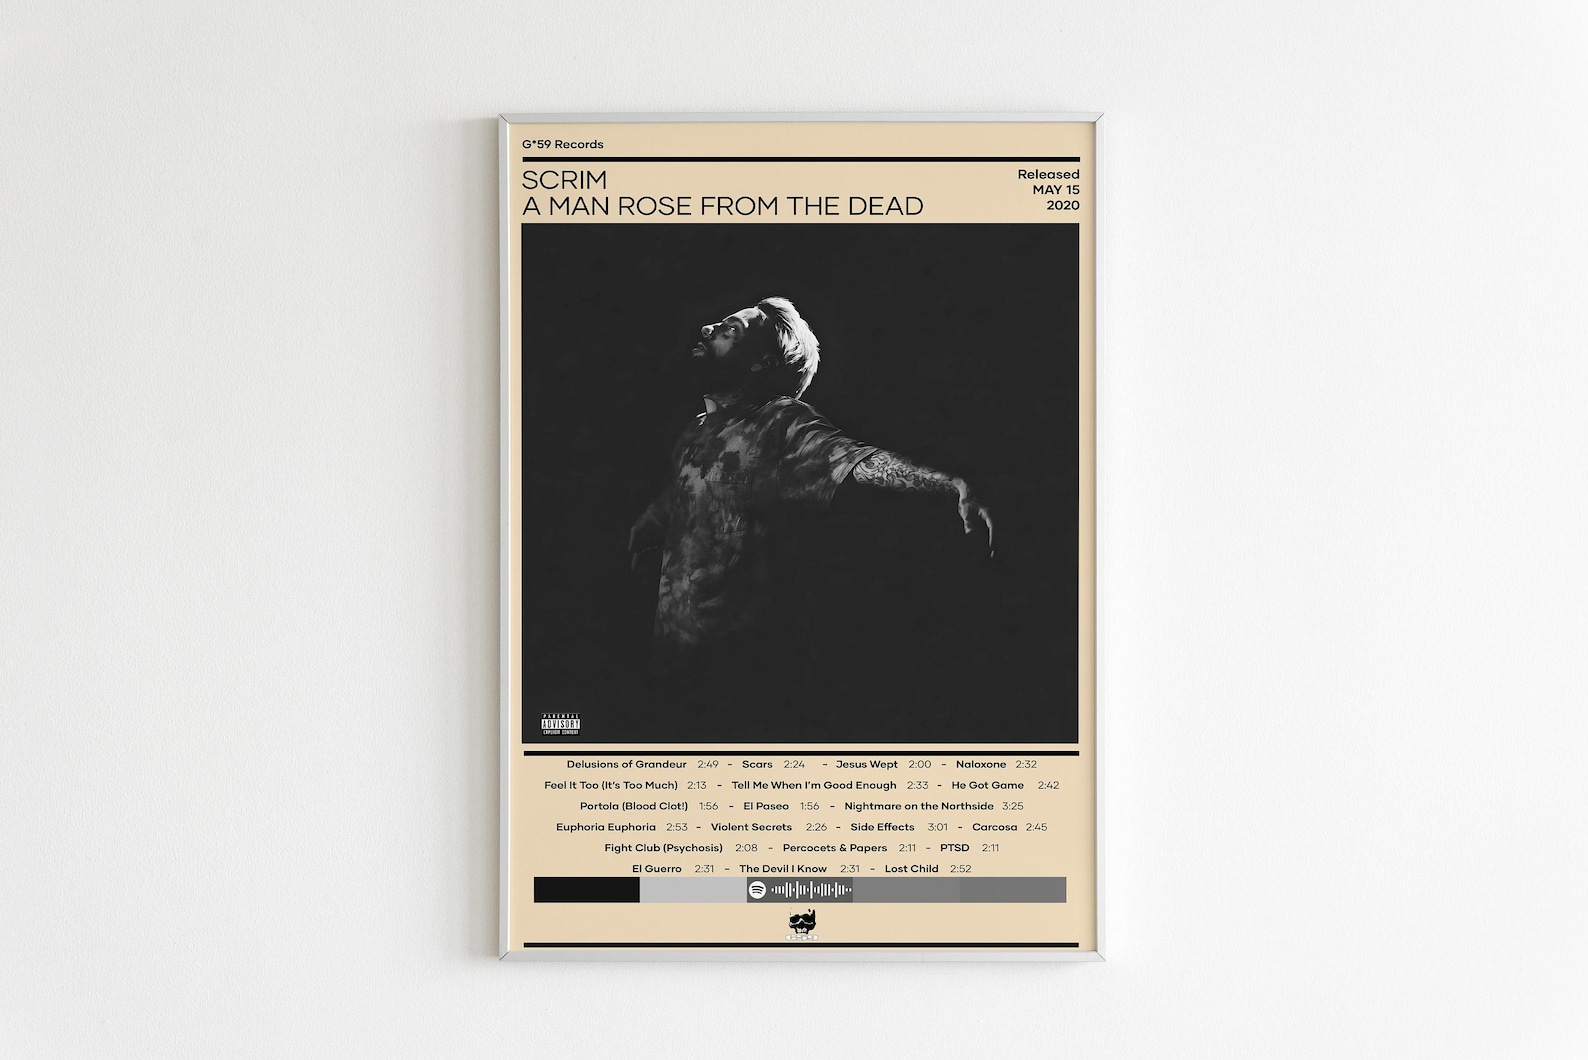 G*59 Records
SCRIM
A MAN ROSE FROM THE DEAD
Released
MAY 15
2020
PARENTAL
ADVISORY
EXPLICIT CONTENT
Delusions of Grandeur 2:49 - Scars 2:24 - Jesus Wept 2:00 - Naloxone 2:32
Feel It Too (It's Too Much) 2:13 - Tell Me When I'm Good Enough 2:33 - He Got Game 2:42
Portola (Blood Clot!) 1:56 - El Paseo 1:56 - Nightmare on the Northside 3:25
Euphoria Euphoria 2:53 - Violent Secrets 2:26 - Side Effects 3:01 - Carcosa 2:45
Fight Club (Psychosis) 2:08 - Percocets & Papers 2:11 - PTSD 2:11
El Guerro 2:31 - The Devil I Know 2:31 - Lost Child 2:52